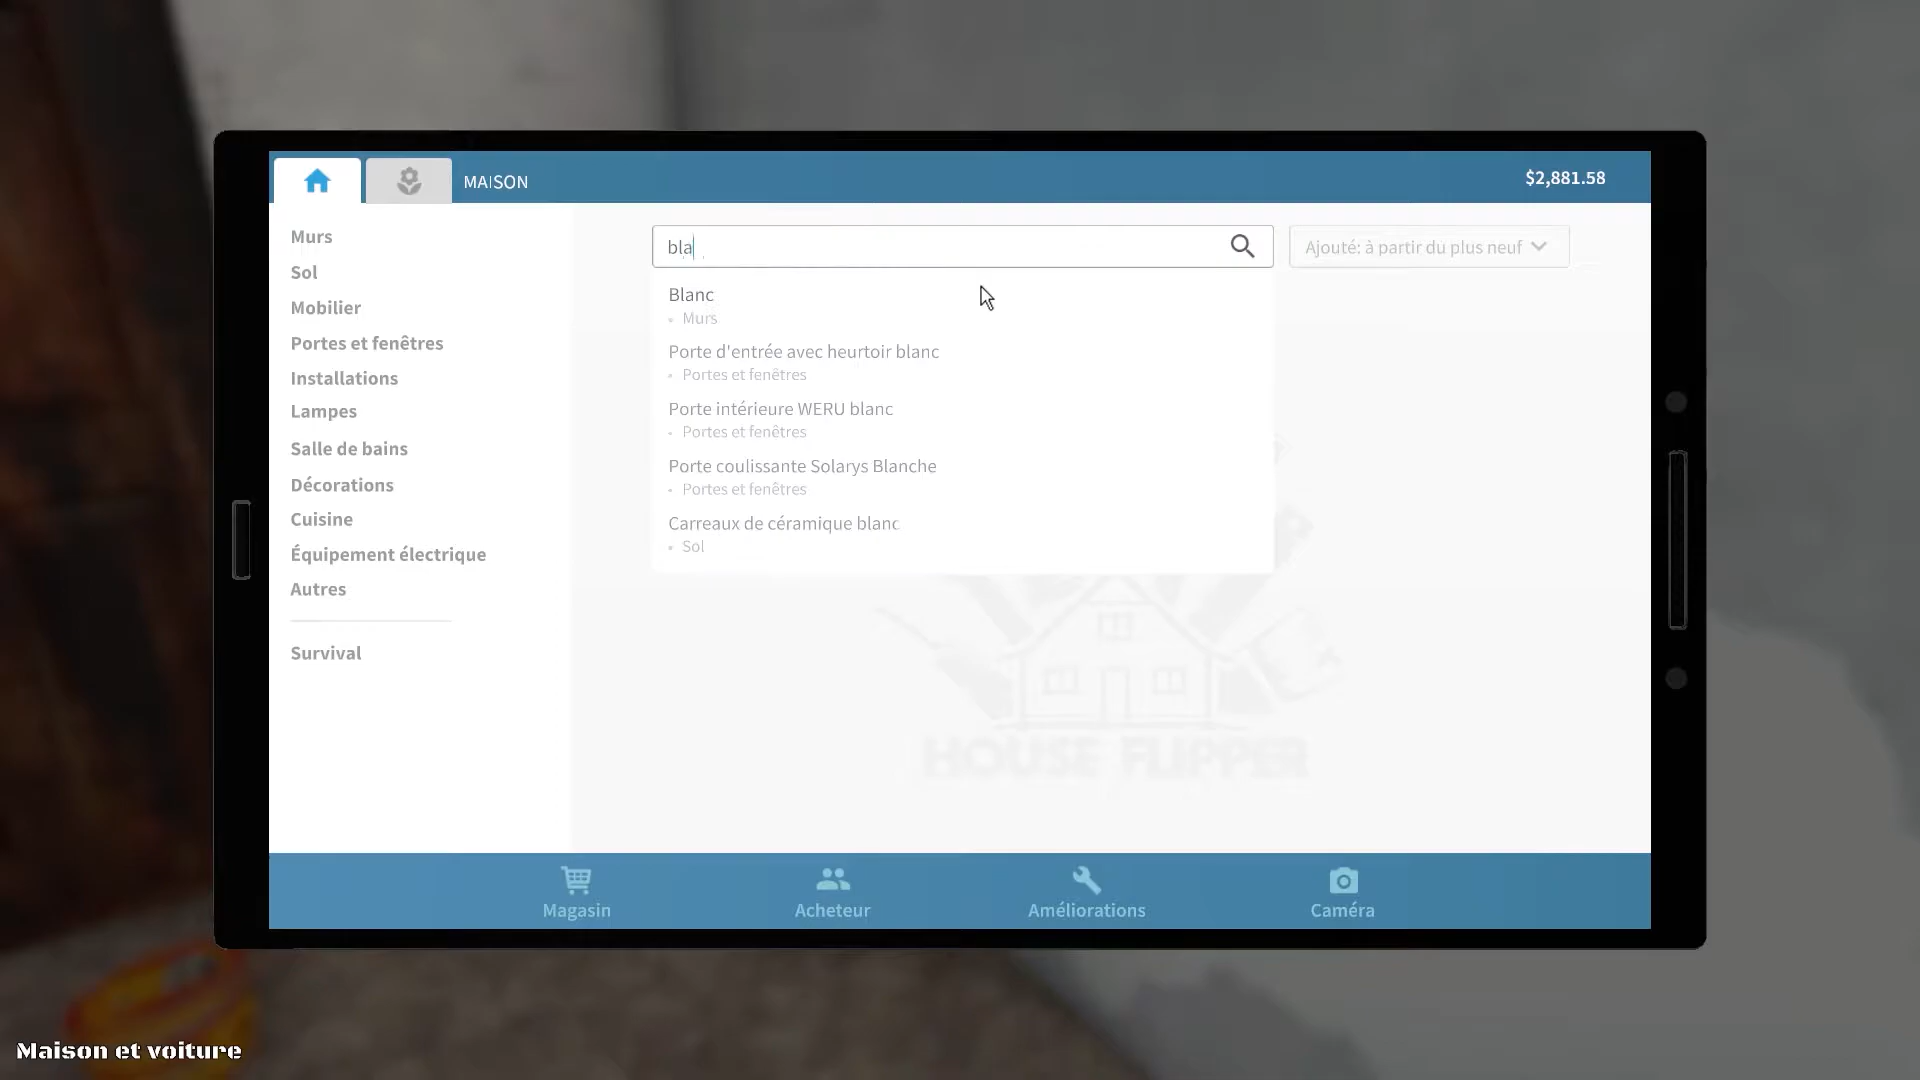 MAISON
$2,881.58
Murs
Sol
Mobilier
Portes et fenêtres
Installations
Lampes
Salle de bains
Décorations
Cuisine
Équipement électrique
Autres
Survival
bla
Ajouté: à partir du plus neuf
Blanc
Murs
Porte d'entrée avec heurtoir blanc
Portes et fenêtres
Porte intérieure WERU blanc
Portes et fenêtres
Porte coulissante Solarys Blanche
Portes et fenêtres
Carreaux de céramique blanc
Sol
HOUSE FLIPPER
Magasin
Acheteur
Améliorations
Caméra
Maison et voiture